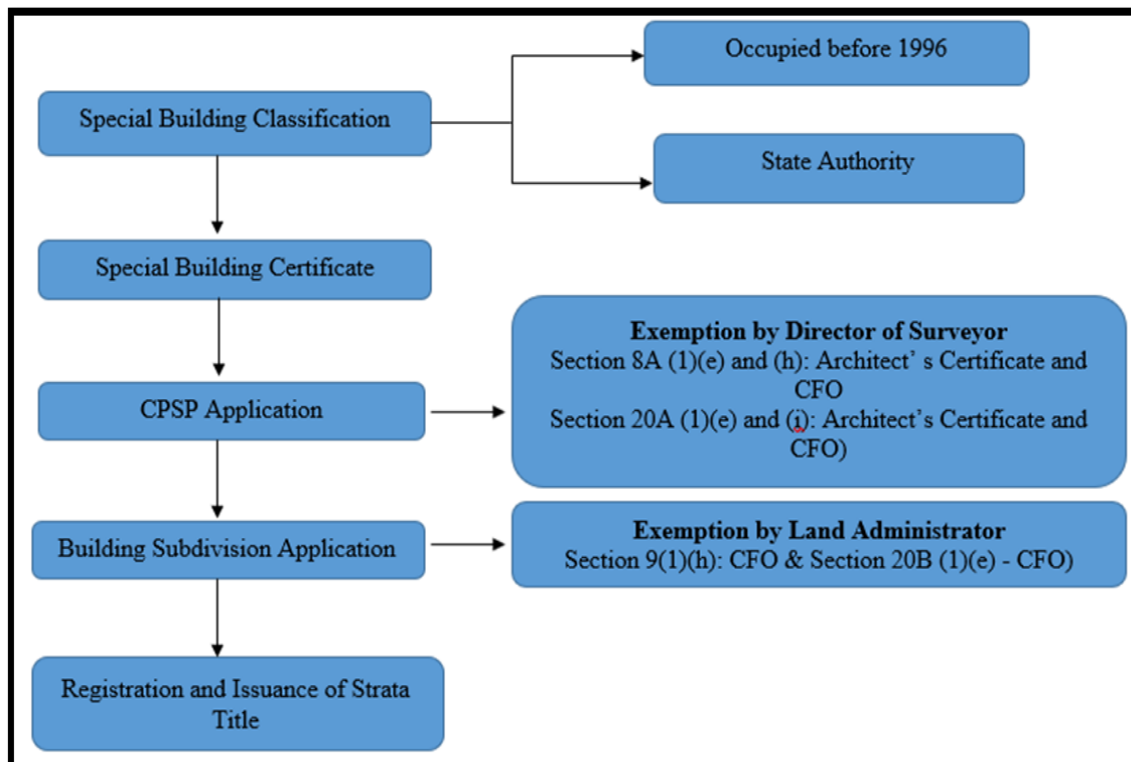 Occupied before 1996
Special Building Classification
State Authority
Special Building Certificate
Exemption by Director of Surveyor
Section 8A (1)(e) and (h): Architect’ s Certificate and
CFO
Section 20A (1)(e) and (i): Architect’s Certificate and
CFO)
CPSP Application
Exemption by Land Administrator
Section 9(1)(h): CFO & Section 20B (1)(e) - CFO)
Building Subdivision Application
Registration and Issuance of Strata
Title